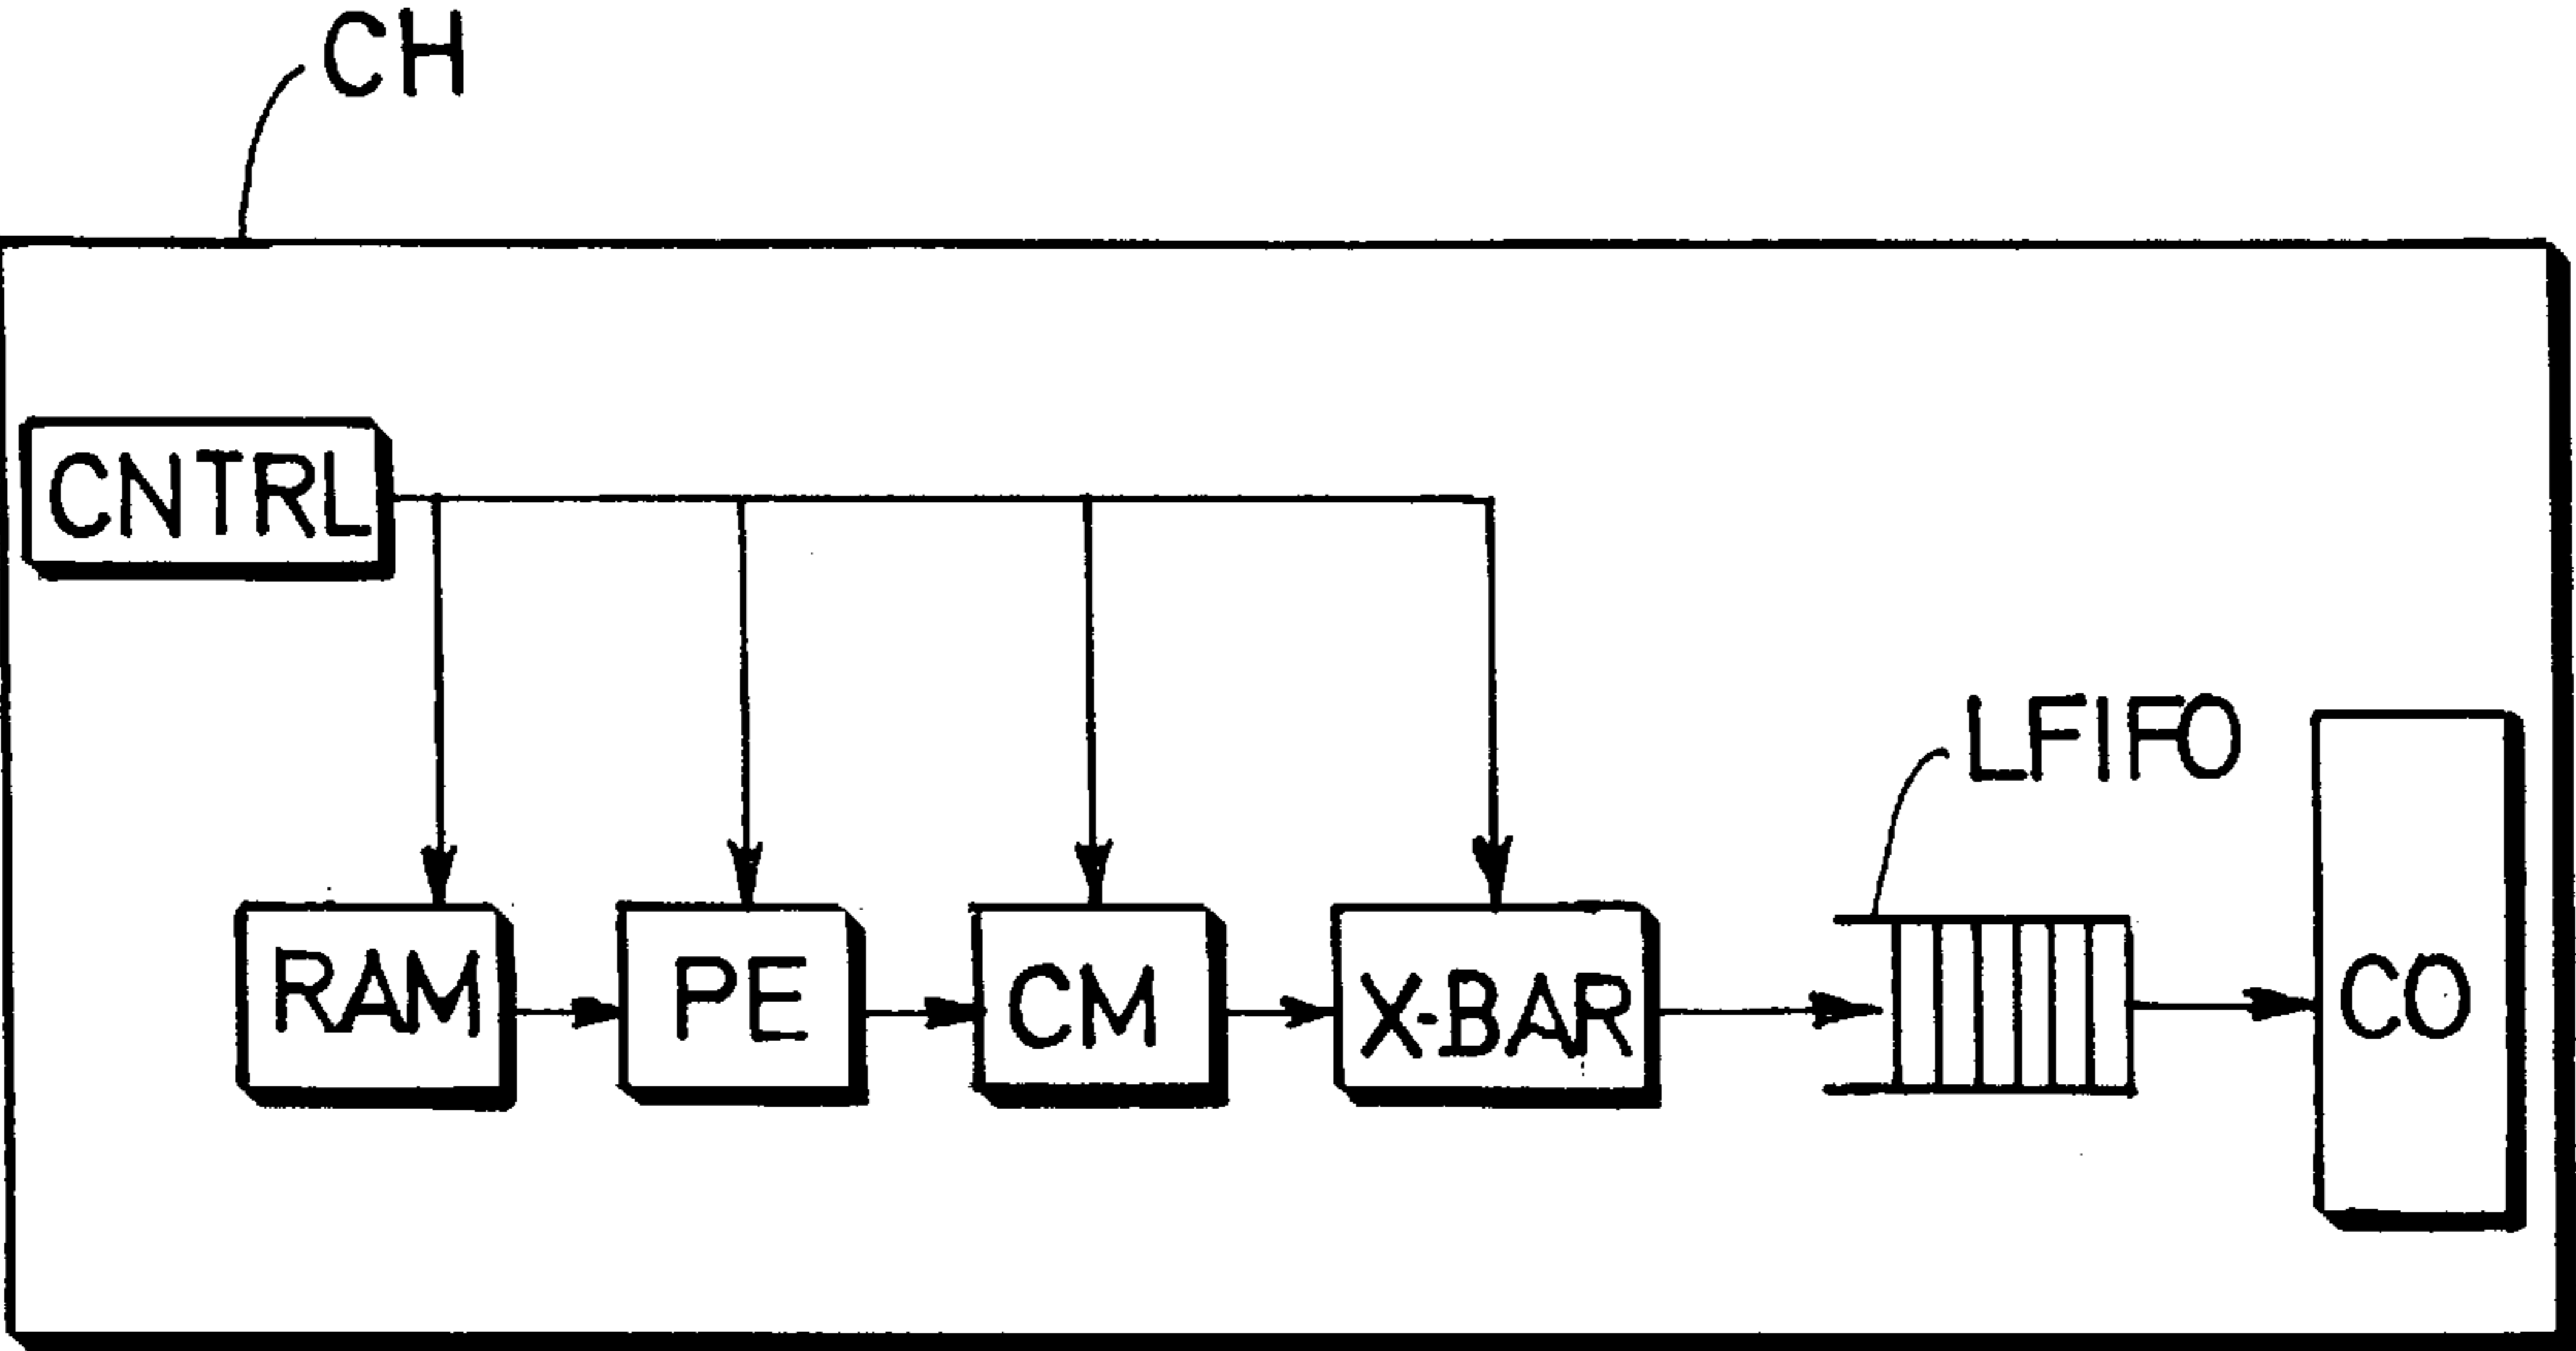 CH
CNTRL
LFIFO
RAM
PE
CM
X-BAR
CO